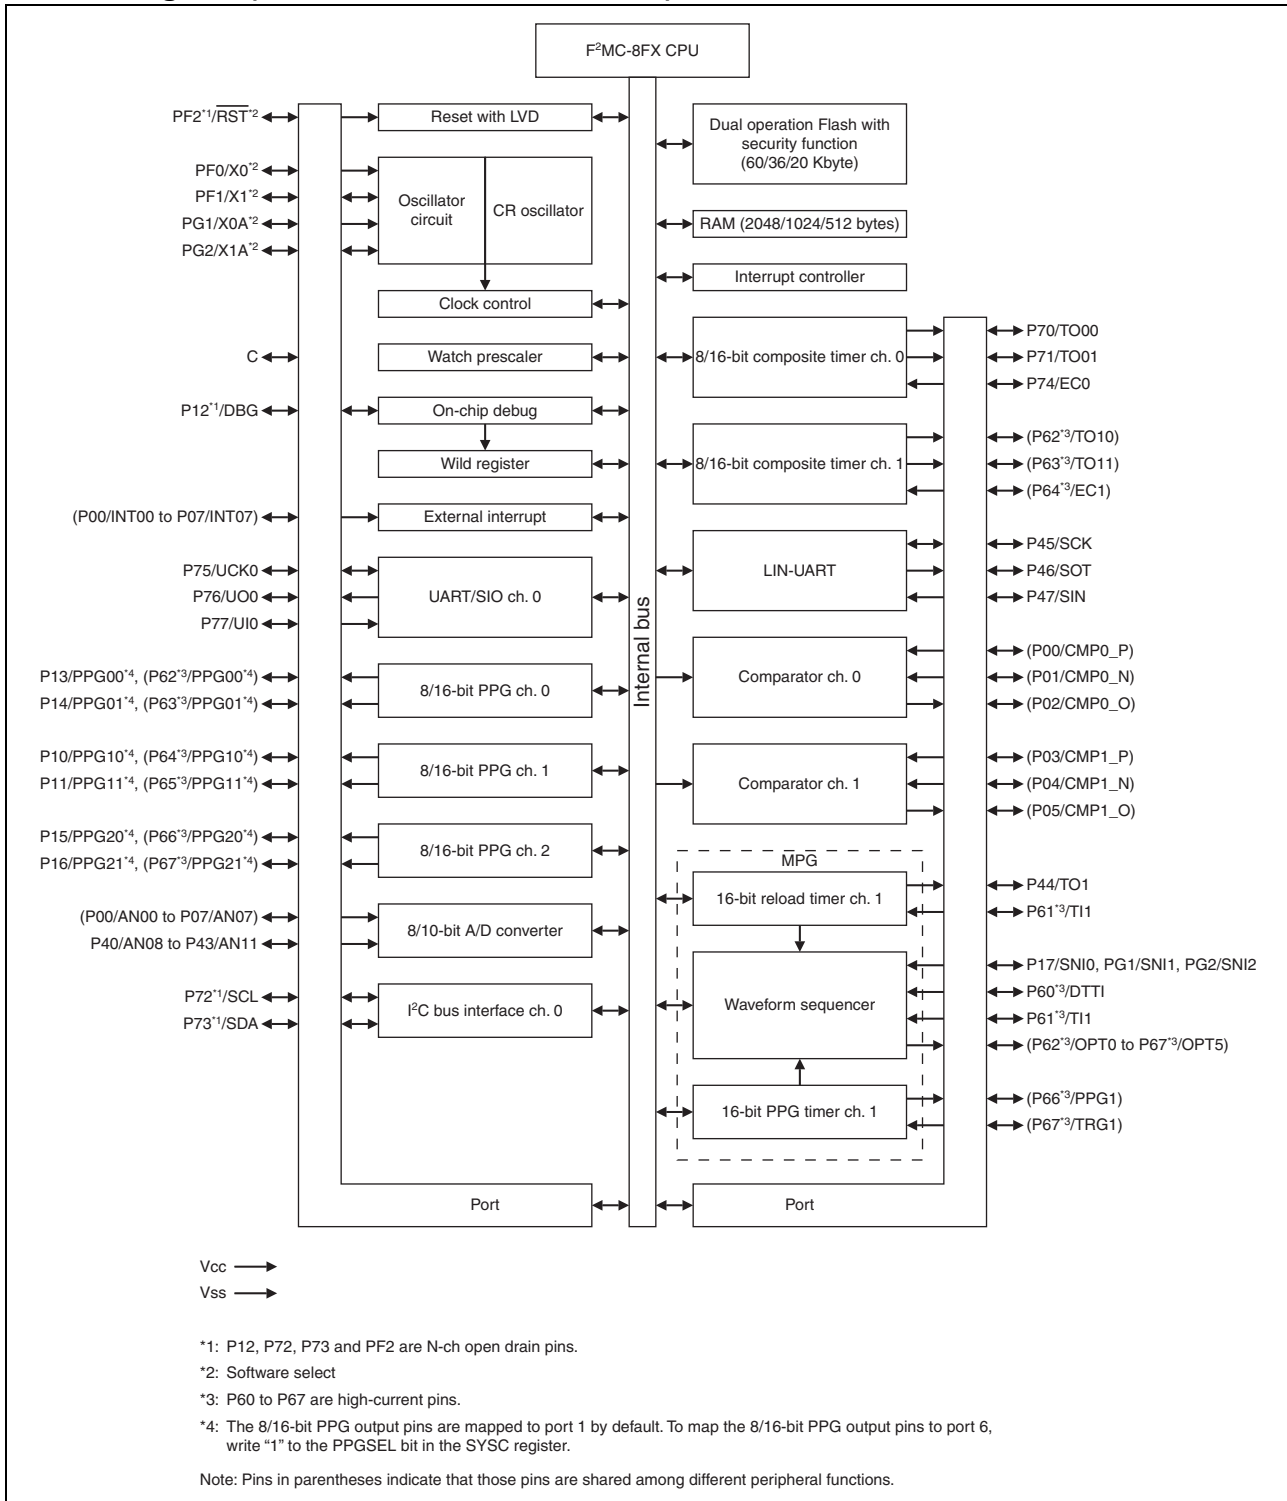 F²MC-8FX CPU
PF2*1/RST*2
Reset with LVD
Dual operation Flash with
security function
(60/36/20 Kbyte)
PF0/X0*2
PF1/X1*2
PG1/X0A*2
PG2/X1A*2
Oscillator
circuit
CR oscillator
RAM (2048/1024/512 bytes)
Interrupt controller
Clock control
C
Watch prescaler
8/16-bit composite timer ch. 0
P70/TO00
P71/TO01
P74/EC0
P12*1/DBG
On-chip debug
Wild register
8/16-bit composite timer ch. 1
(P62*3/TO10)
(P63*3/TO11)
(P64*3/EC1)
(P00/INT00 to P07/INT07)
External interrupt
P75/UCK0
P76/UO0
P77/UI0
UART/SIO ch. 0
Internal bus
LIN-UART
P45/SCK
P46/SOT
P47/SIN
P13/PPG00*4, (P62*3/PPG00*4)
P14/PPG01*4, (P63*3/PPG01*4)
8/16-bit PPG ch. 0
Comparator ch. 0
(P00/CMP0_P)
(P01/CMP0_N)
(P02/CMP0_O)
P10/PPG10*4, (P64*3/PPG10*4)
P11/PPG11*4, (P65*3/PPG11*4)
8/16-bit PPG ch. 1
Comparator ch. 1
(P03/CMP1_P)
(P04/CMP1_N)
(P05/CMP1_O)
P15/PPG20*4, (P66*3/PPG20*4)
P16/PPG21*4, (P67*3/PPG21*4)
8/16-bit PPG ch. 2
MPG
16-bit reload timer ch. 1
P44/TO1
P61*3/TI1
(P00/AN00 to P07/AN07)
P40/AN08 to P43/AN11
8/10-bit A/D converter
Waveform sequencer
P17/SNI0, PG1/SNI1, PG2/SNI2
P60*3/DTTI
P61*3/TI1
(P62*3/OPT0 to P67*3/OPT5)
P72*1/SCL
P73*1/SDA
I²C bus interface ch. 0
16-bit PPG timer ch. 1
(P66*3/PPG1)
(P67*3/TRG1)
Port
Port
Vcc
Vss
*1: P12, P72, P73 and PF2 are N-ch open drain pins.
*2: Software select
*3: P60 to P67 are high-current pins.
*4: The 8/16-bit PPG output pins are mapped to port 1 by default. To map the 8/16-bit PPG output pins to port 6,
write “1” to the PPGSEL bit in the SYSC register.
Note: Pins in parentheses indicate that those pins are shared among different peripheral functions.